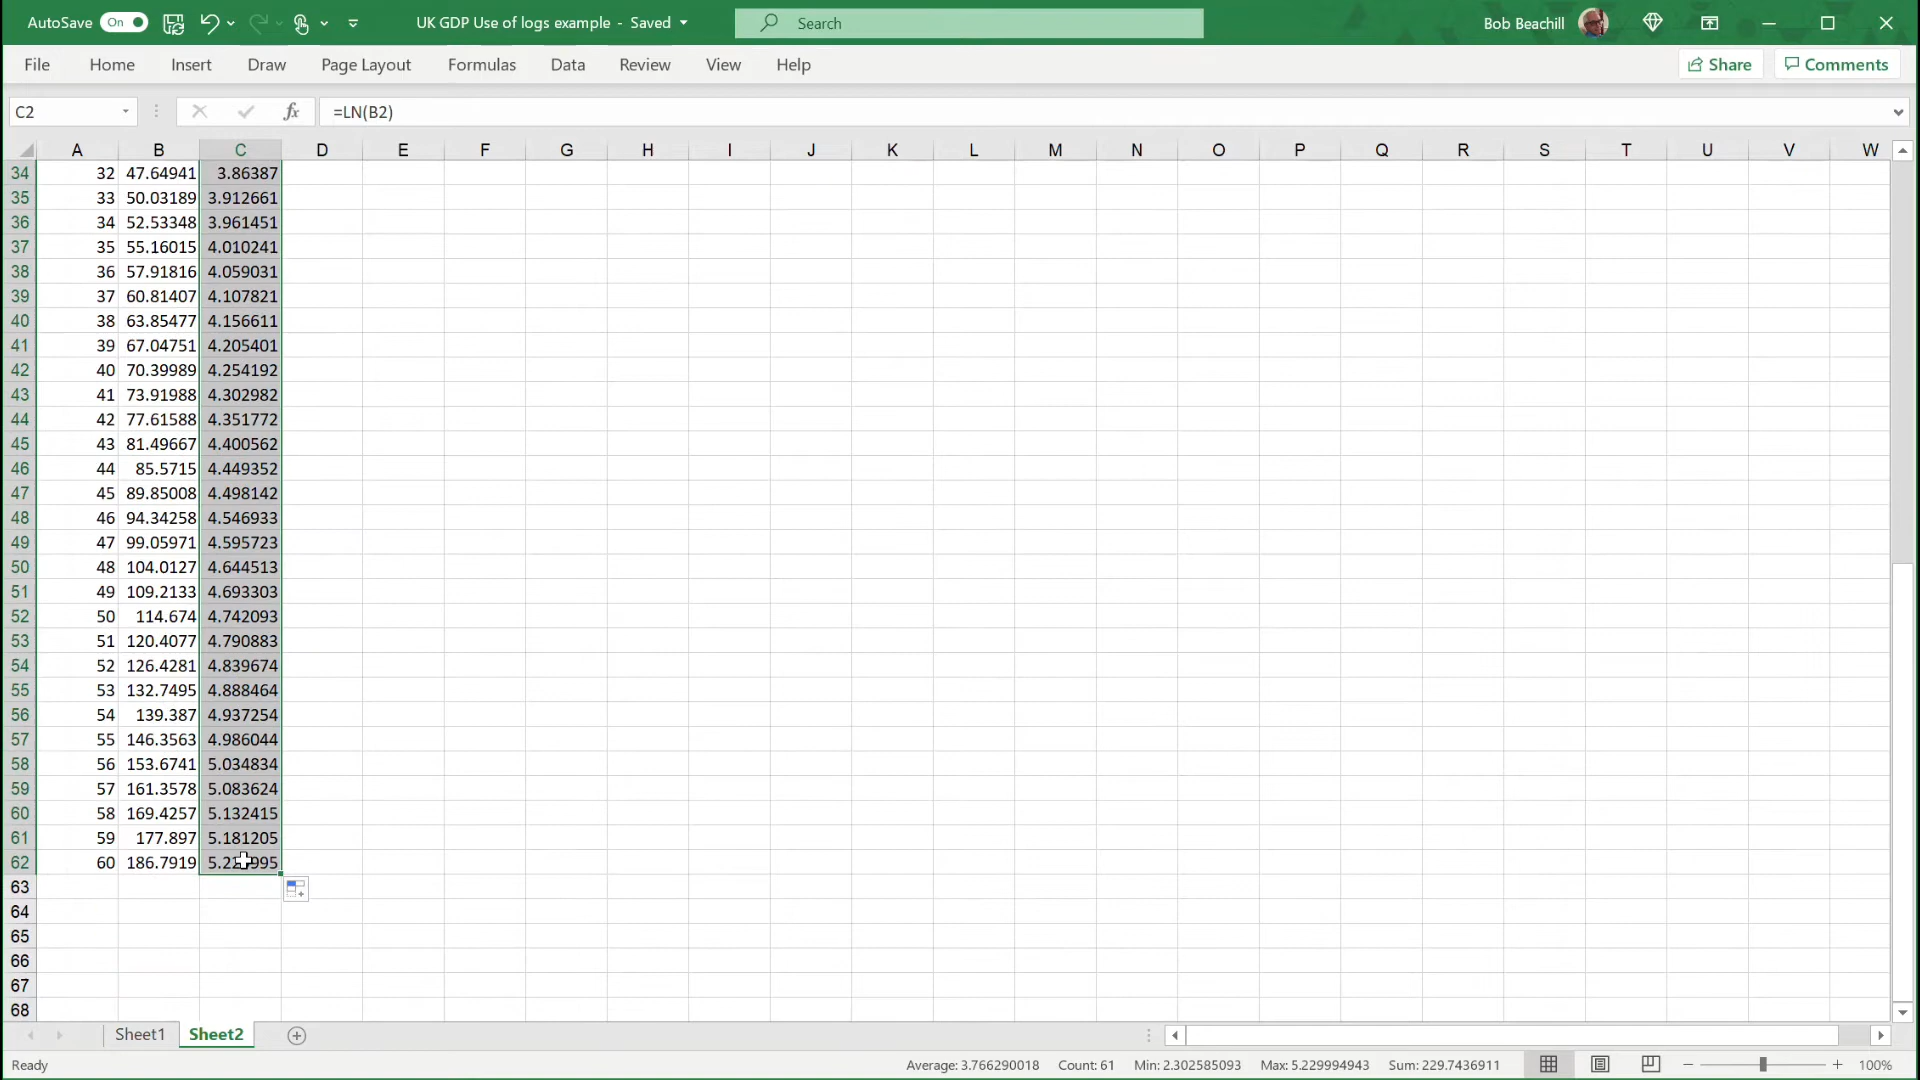 AutoSave On UK GDP Use of logs example - Saved Search Bob Beachill
File Home Insert Draw Page Layout Formulas Data Review View Help Share Comments
C2 fx =LN(B2)
A B C D E F G H I J K L M N O P Q R S T U V W
34 32 47.64941 3.86387
35 33 50.03189 3.912661
36 34 52.53348 3.961451
37 35 55.16015 4.010241
38 36 57.91816 4.059031
39 37 60.81407 4.107821
40 38 63.85477 4.156611
41 39 67.04751 4.205401
42 40 70.39989 4.254192
43 41 73.91988 4.302982
44 42 77.61588 4.351772
45 43 81.49667 4.400562
46 44 85.5715 4.449352
47 45 89.85008 4.498142
48 46 94.34258 4.546933
49 47 99.05971 4.595723
50 48 104.0127 4.644513
51 49 109.2133 4.693303
52 50 114.674 4.742093
53 51 120.4077 4.790883
54 52 126.4281 4.839674
55 53 132.7495 4.888464
56 54 139.387 4.937254
57 55 146.3563 4.986044
58 56 153.6741 5.034834
59 57 161.3578 5.083624
60 58 169.4257 5.132415
61 59 177.897 5.181205
62 60 186.7919
63
64
65
66
67
68
Sheet1 Sheet2
Ready Average: 3.766290018 Count: 61 Min: 2.302585093 Max: 5.229994943 Sum: 229.7436911 100%